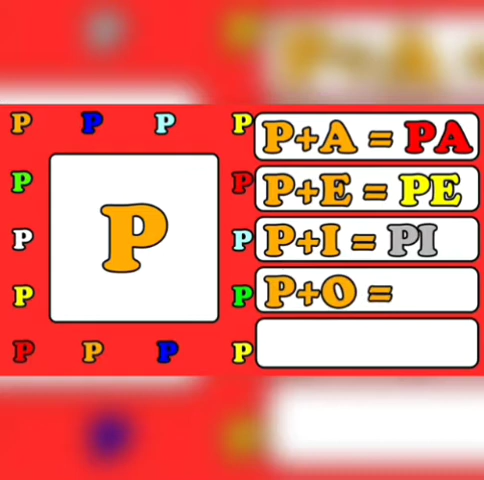 P P P P
P P
P P
P P
P P P P
P
P+A = PA
P+E = PE
P+I = PI
P+O =